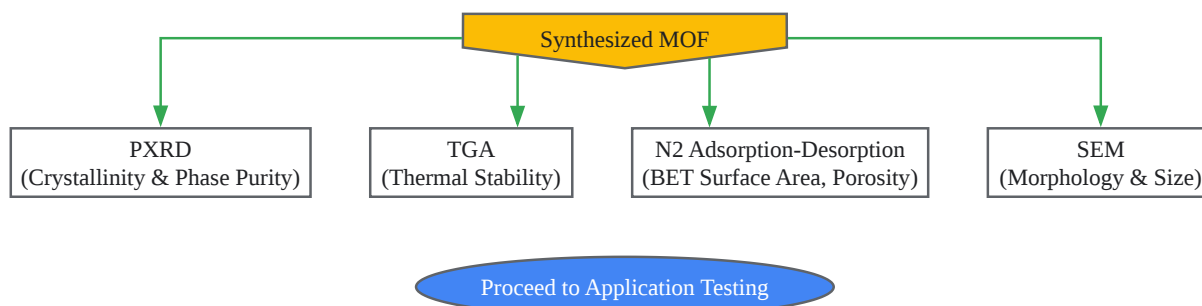 Synthesized MOF
PXRD
(Crystallinity & Phase Purity)
TGA
(Thermal Stability)
N2 Adsorption-Desorption
(BET Surface Area, Porosity)
SEM
(Morphology & Size)
Proceed to Application Testing